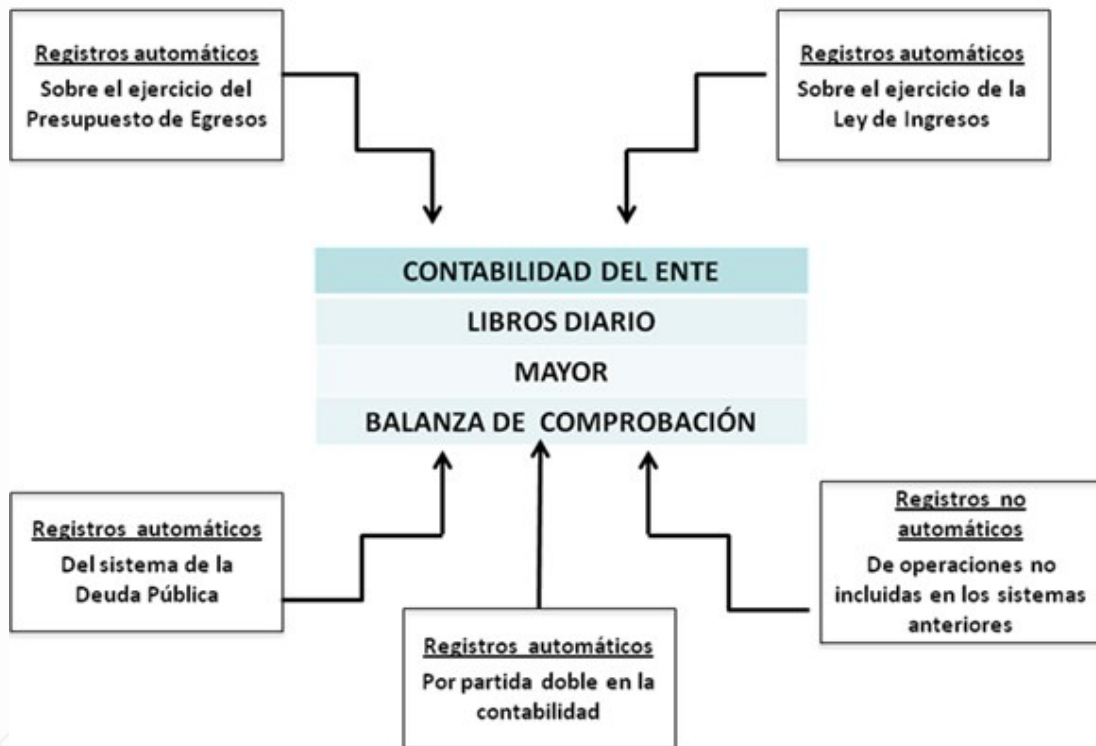 Registros automáticos
Sobre el ejercicio del
Presupuesto de Egresos
Registros automáticos
Sobre el ejercicio de la
Ley de Ingresos
CONTABILIDAD DEL ENTE
LIBROS DIARIO
MAYOR
BALANZA DE COMPROBACIÓN
Registros automáticos
Del sistema de la
Deuda Pública
Registros automáticos
Por partida doble en la
contabilidad
Registros no
automáticos
De operaciones no
incluidas en los sistemas
anteriores